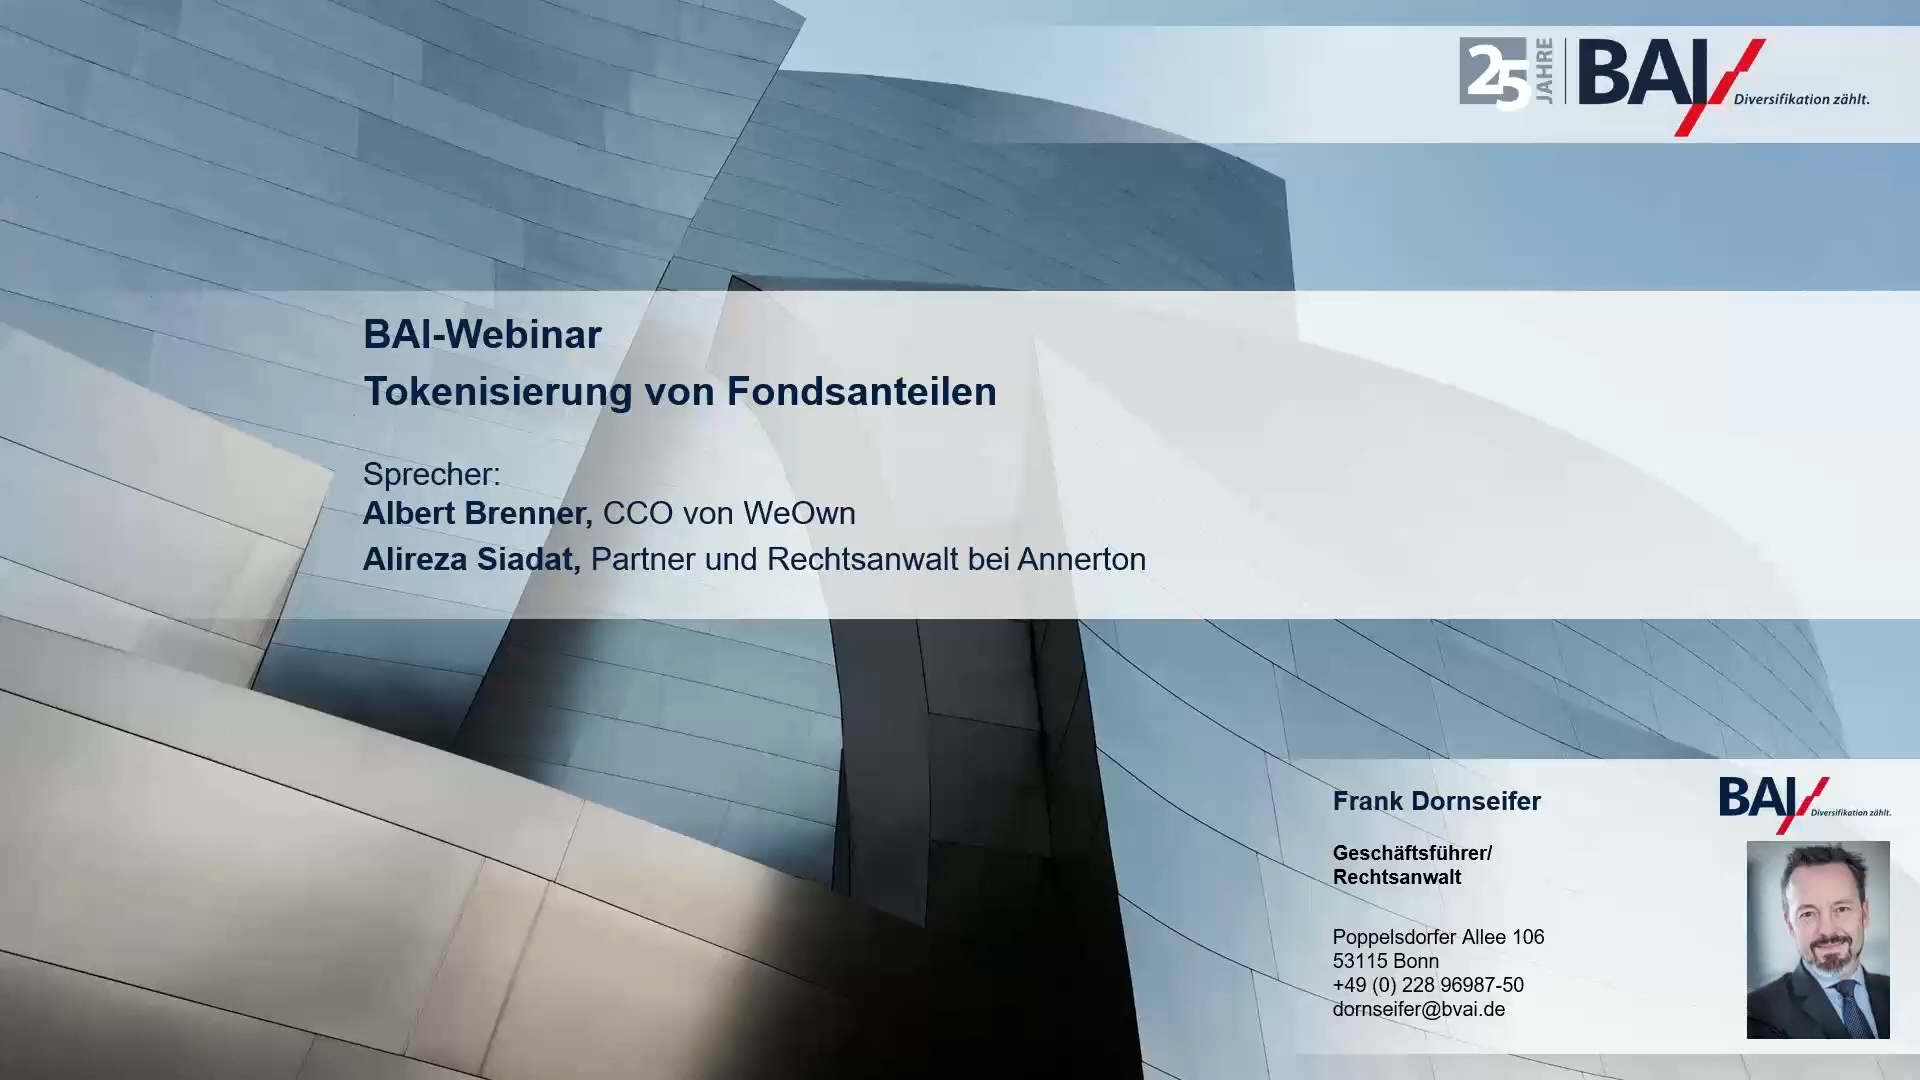 25 JAHRE
BAI
Diversifikation zählt.
BAI-Webinar
Tokenisierung von Fondsanteilen
Sprecher:
Albert Brenner, CCO von WeOwn
Alireza Siadat, Partner und Rechtsanwalt bei Annerton
Frank Dornseifer
BAI
Diversifikation zählt.
Geschäftsführer/
Rechtsanwalt
Poppelsdorfer Allee 106
53115 Bonn
+49 (0) 228 96987-50
dornseifer@bvai.de